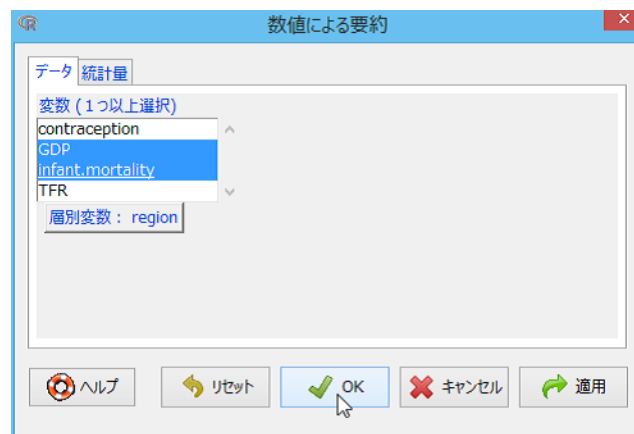 数値による要約
データ 統計量
変数 (1つ以上選択)
contraception
GDP
infant.mortality
TFR
層別変数： region
ヘルプ リセット OK キャンセル 適用